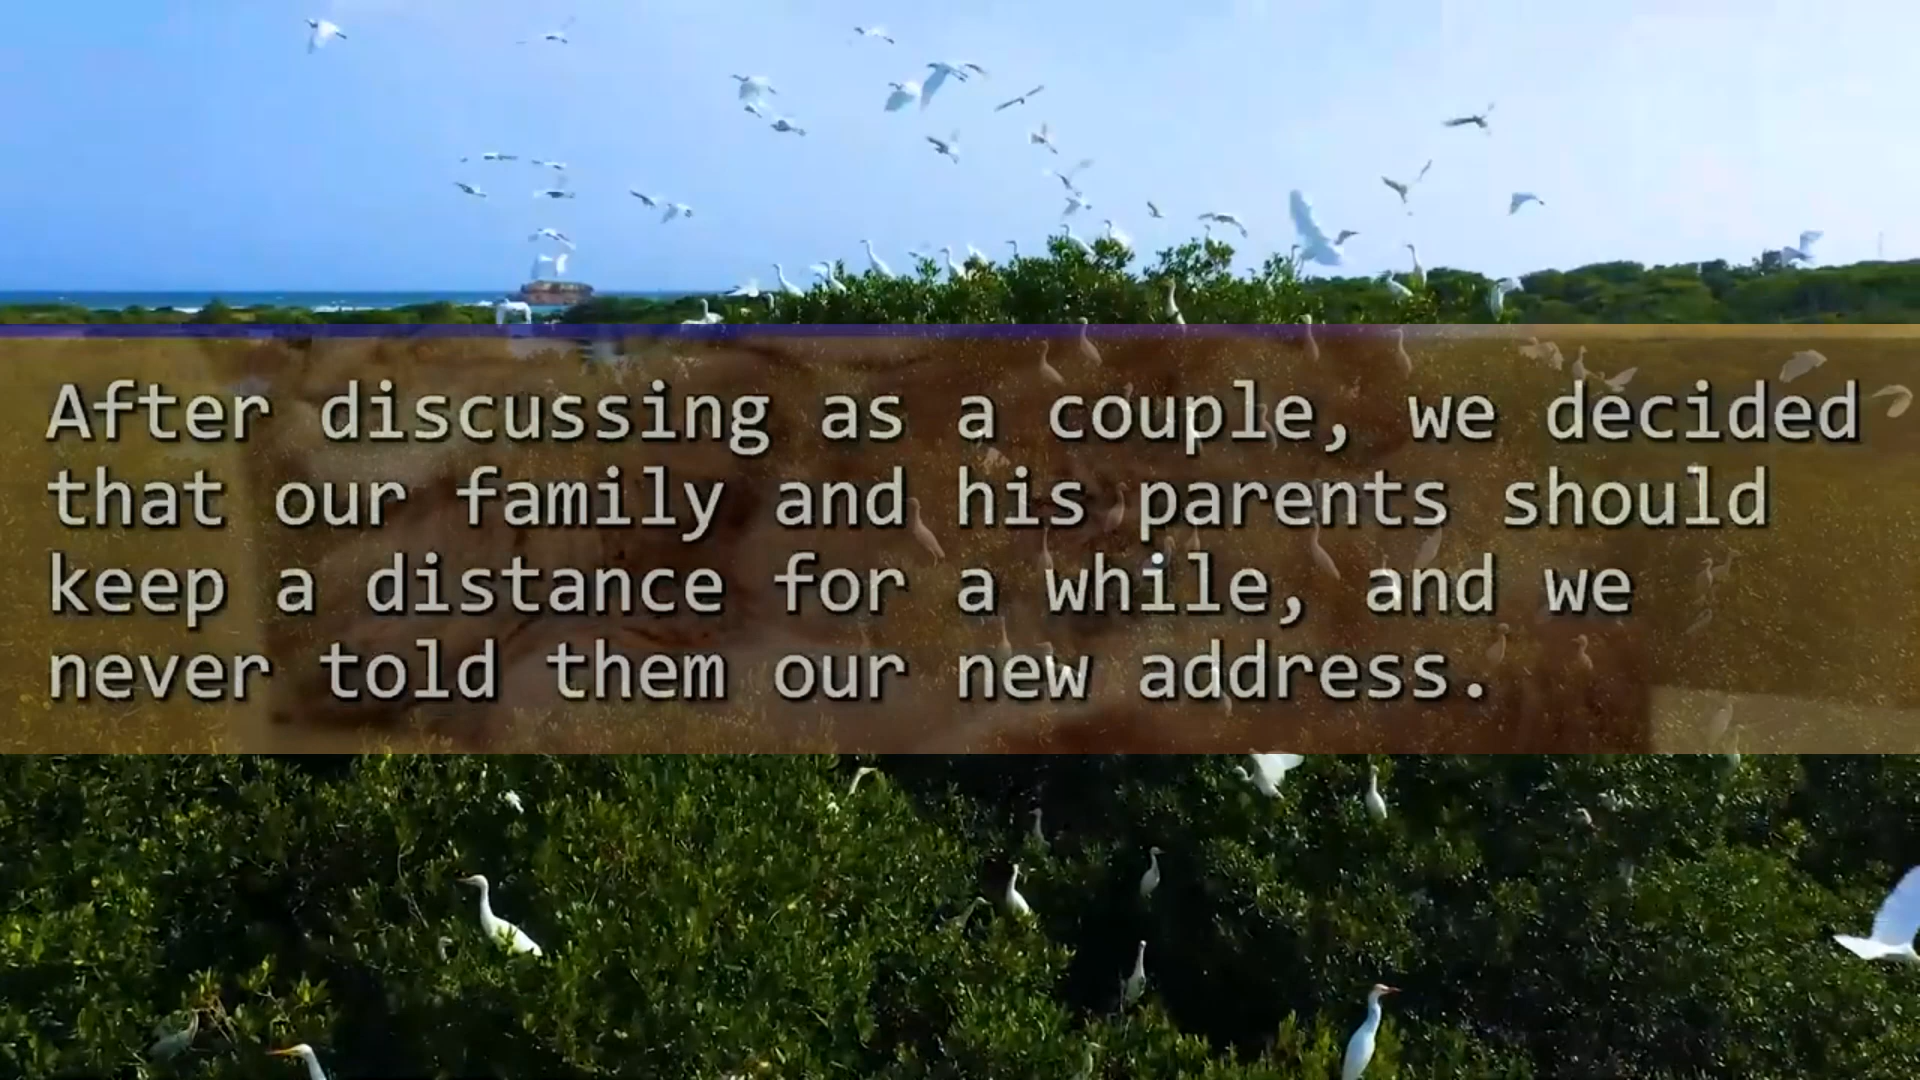 After discussing as a couple, we decided
that our family and his parents should
keep a distance for a while, and we
never told them our new address.